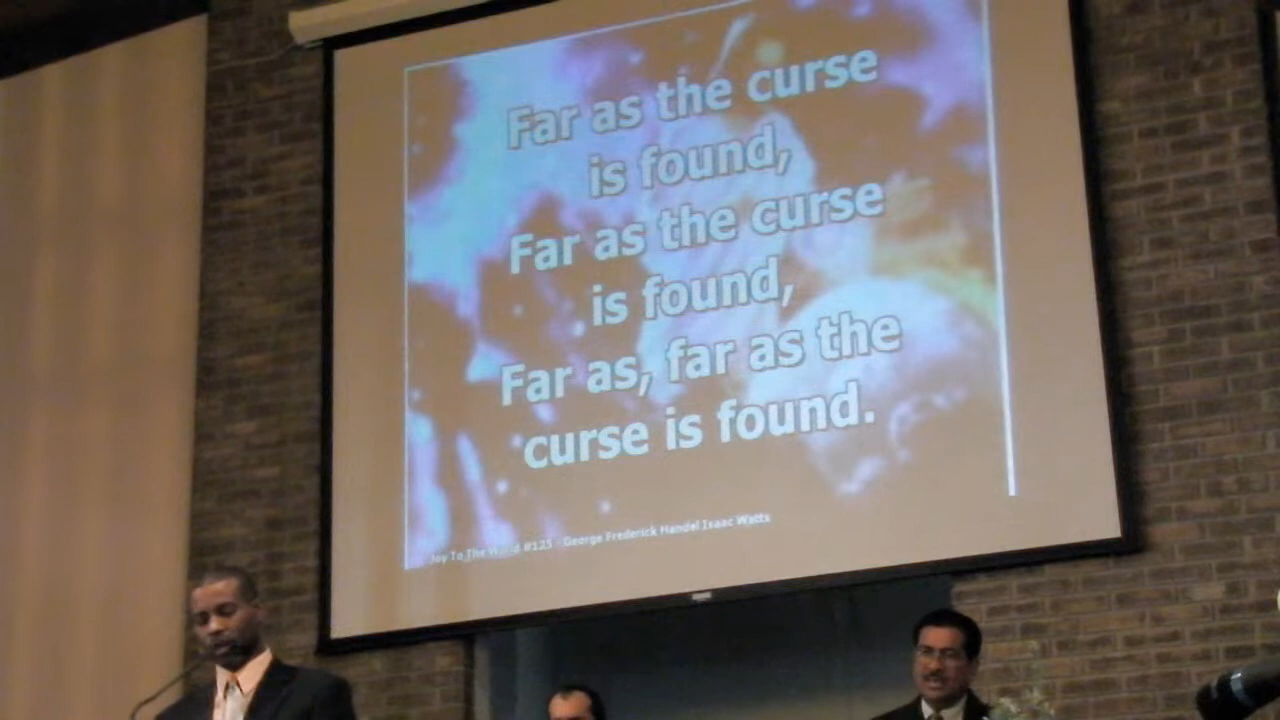 Far as the curse
is found,
Far as the curse
is found,
Far as, far as the
curse is found.
Joy To The World #125 - George Frederick Handel Isaac Watts